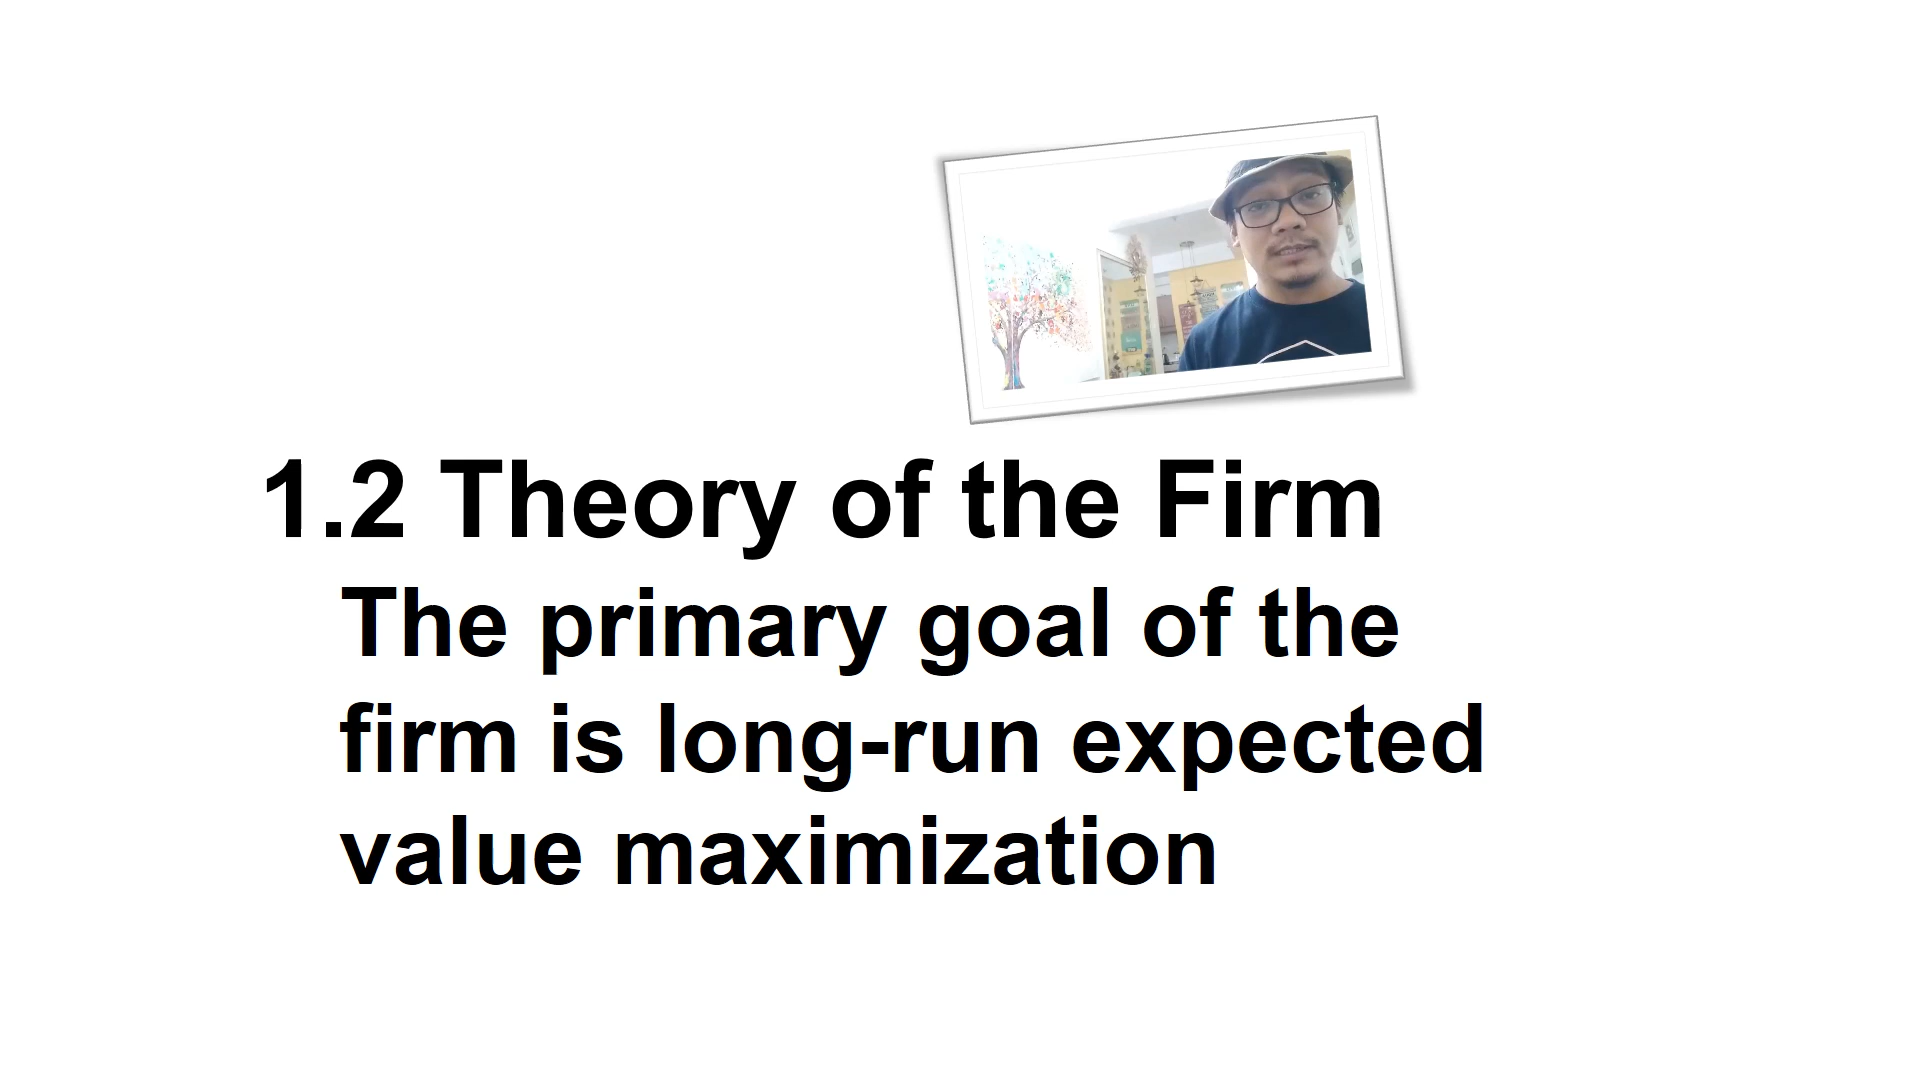 1.2 Theory of the Firm
The primary goal of the
firm is long-run expected
value maximization